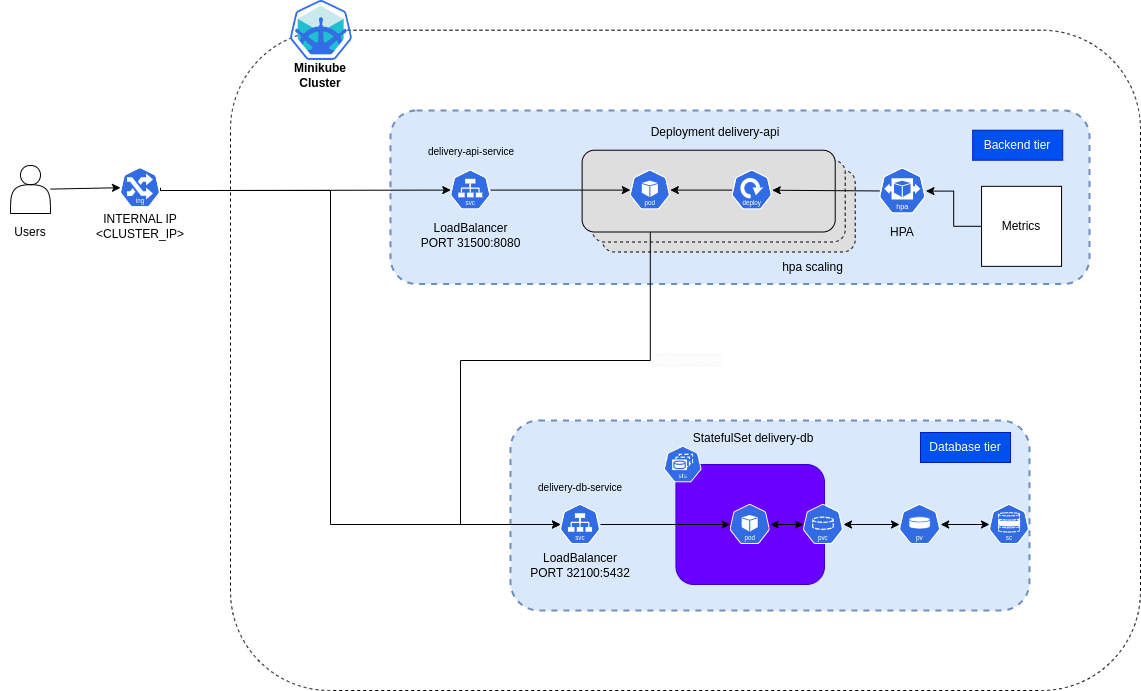 Minikube
Cluster
Deployment delivery-api
Backend tier
delivery-api-service
svc
pod
deploy
hpa
ing
Users
INTERNAL IP
<CLUSTER_IP>
LoadBalancer
PORT 31500:8080
HPA
Metrics
hpa scaling
StatefulSet delivery-db
Database tier
sts
delivery-db-service
svc
pod
pvc
pv
sc
LoadBalancer
PORT 32100:5432